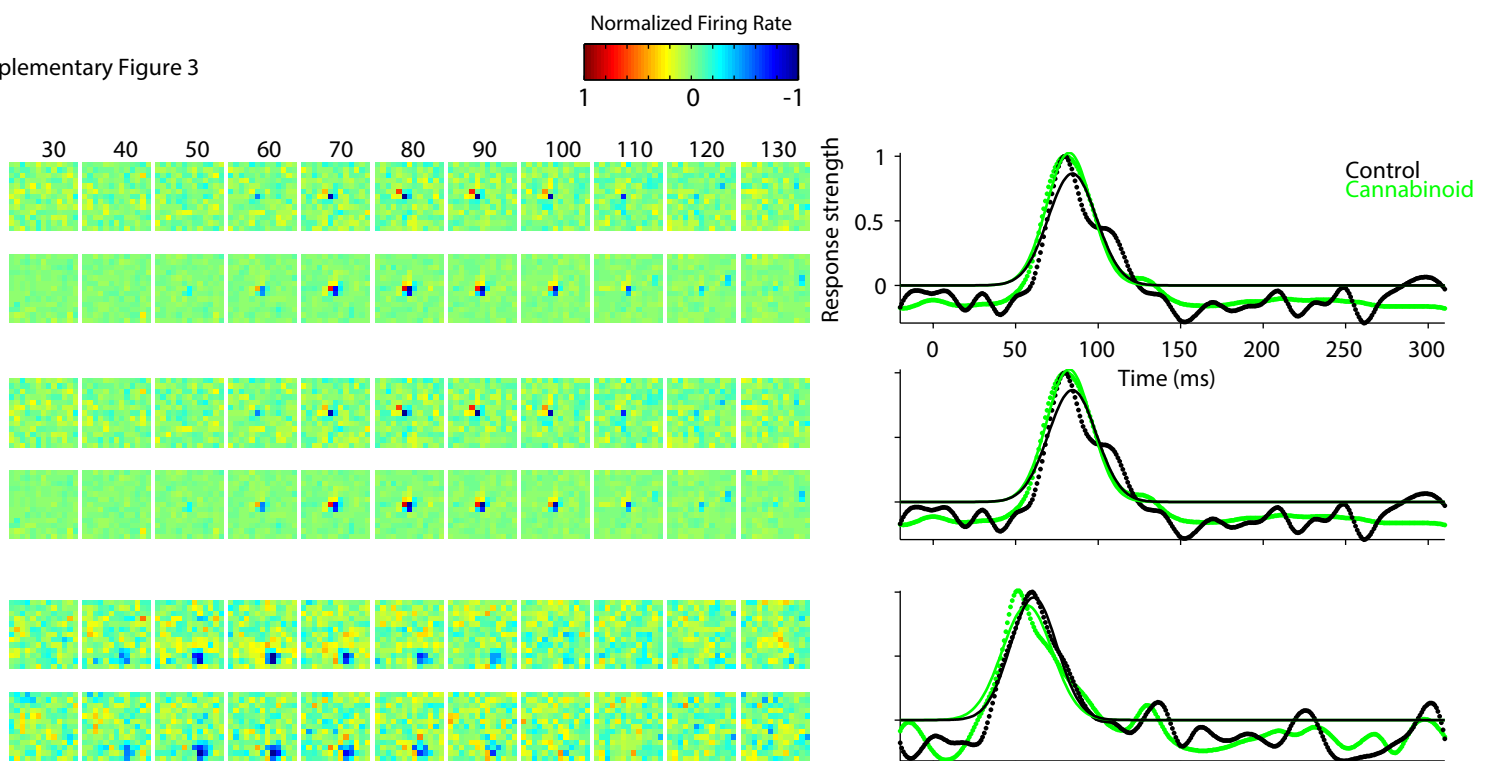 Normalized Firing Rate
plementary Figure 3
1 0 -1
30 40 50 60 70 80 90 100 110 120 130
Response strength
1
0.5
0
Control
Cannabinoid
0 50 100 150 200 250 300
Time (ms)